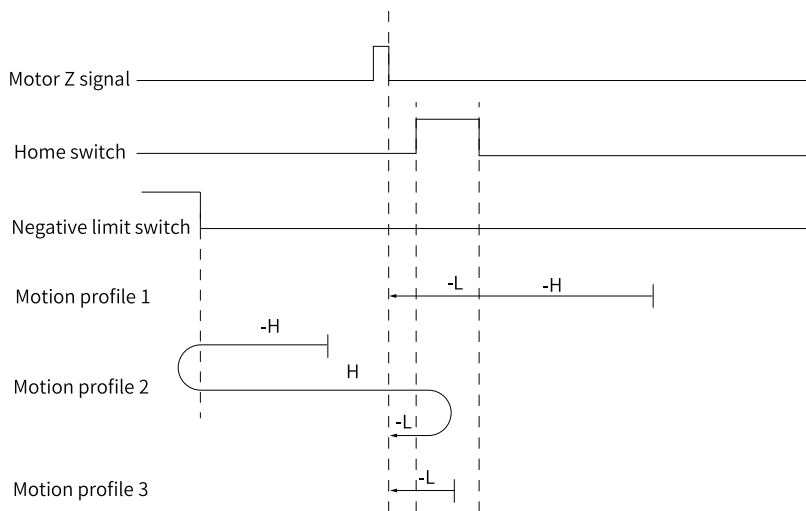 Motor Z signal
Home switch
Negative limit switch
Motion profile 1
-L
-H
-H
Motion profile 2
H
-L
Motion profile 3
-L